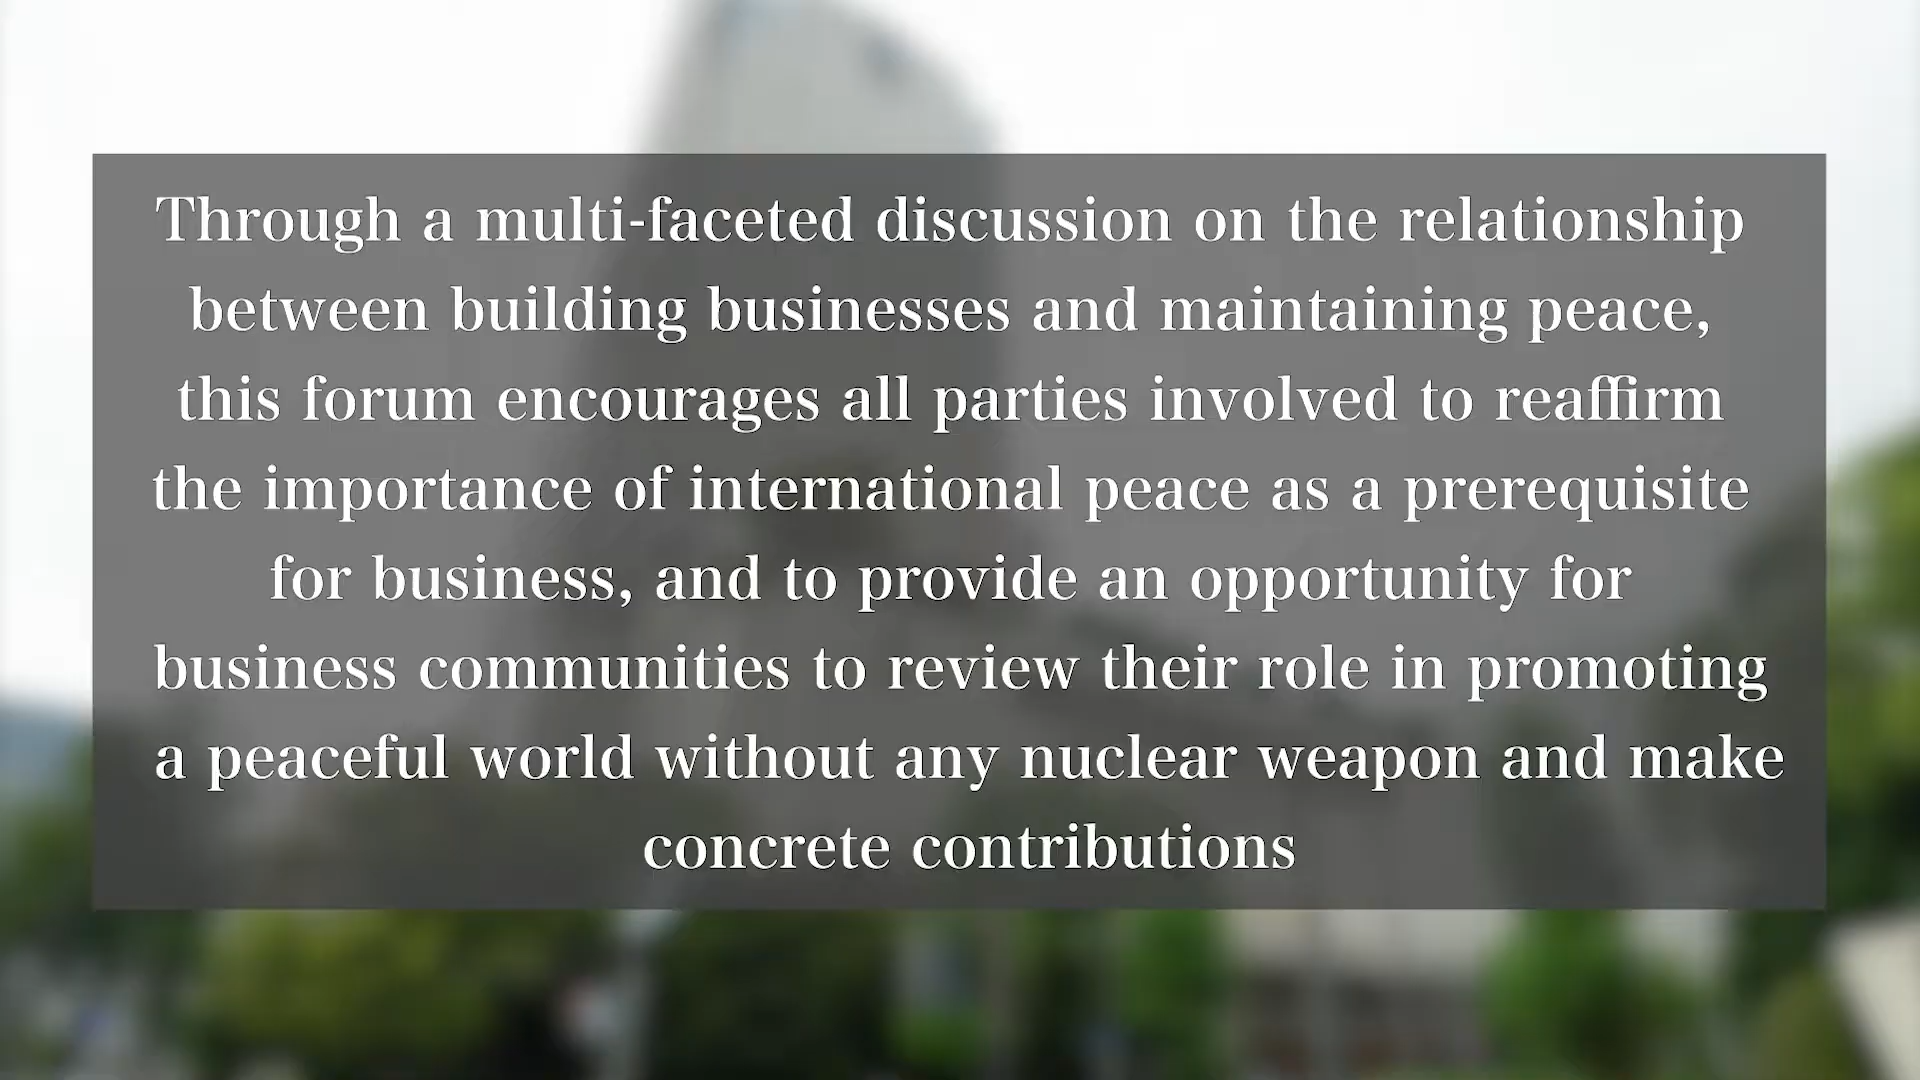 Through a multi-faceted discussion on the relationship
between building businesses and maintaining peace,
this forum encourages all parties involved to reaffirm
the importance of international peace as a prerequisite
for business, and to provide an opportunity for
business communities to review their role in promoting
a peaceful world without any nuclear weapon and make
concrete contributions